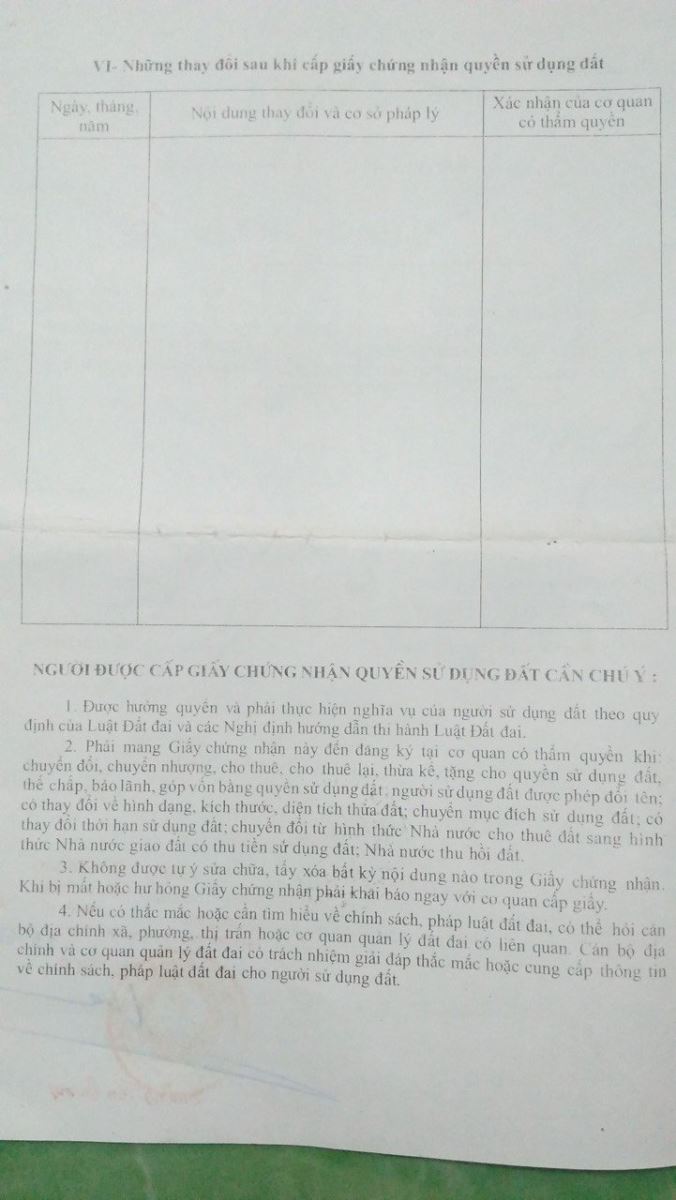 VI- Những thay đổi sau khi cấp giấy chứng nhận quyền sử dụng đất
Ngày, tháng, năm
Nội dung thay đổi và cơ sở pháp lý
Xác nhận của cơ quan
có thẩm quyền
NGƯỜI ĐƯỢC CẤP GIẤY CHỨNG NHẬN QUYỀN SỬ DỤNG ĐẤT CẦN CHÚ Ý :
1. Được hưởng quyền và phải thực hiện nghĩa vụ của người sử dụng đất theo quy
định của Luật Đất đai và các Nghị định hướng dẫn thi hành Luật Đất đai.
2. Phải mang Giấy chứng nhận này đến đăng ký tại cơ quan có thẩm quyền khi:
chuyển đổi, chuyển nhượng, cho thuê, cho thuê lại, thừa kế, tặng cho quyền sử dụng đất,
thế chấp, bảo lãnh, góp vốn bằng quyền sử dụng đất; người sử dụng đất được phép đổi tên;
có thay đổi về hình dạng, kích thước, diện tích thửa đất; chuyển mục đích sử dụng đất; có
thay đổi thời hạn sử dụng đất; chuyển đổi từ hình thức Nhà nước cho thuê đất sang hình
thức Nhà nước giao đất có thu tiền sử dụng đất; Nhà nước thu hồi đất.
3. Không được tự ý sửa chữa, tẩy xóa bất kỳ nội dung nào trong Giấy chứng nhận.
Khi bị mất hoặc hư hỏng Giấy chứng nhận phải khai báo ngay với cơ quan cấp giấy.
4. Nếu có thắc mắc hoặc cần tìm hiểu về chính sách, pháp luật đất đai, có thể hỏi cán
bộ địa chính xã, phường, thị trấn hoặc cơ quan quản lý đất đai có liên quan. Cán bộ địa
chính và cơ quan quản lý đất đai có trách nhiệm giải đáp thắc mắc hoặc cung cấp thông tin
về chính sách, pháp luật đất đai cho người sử dụng đất.